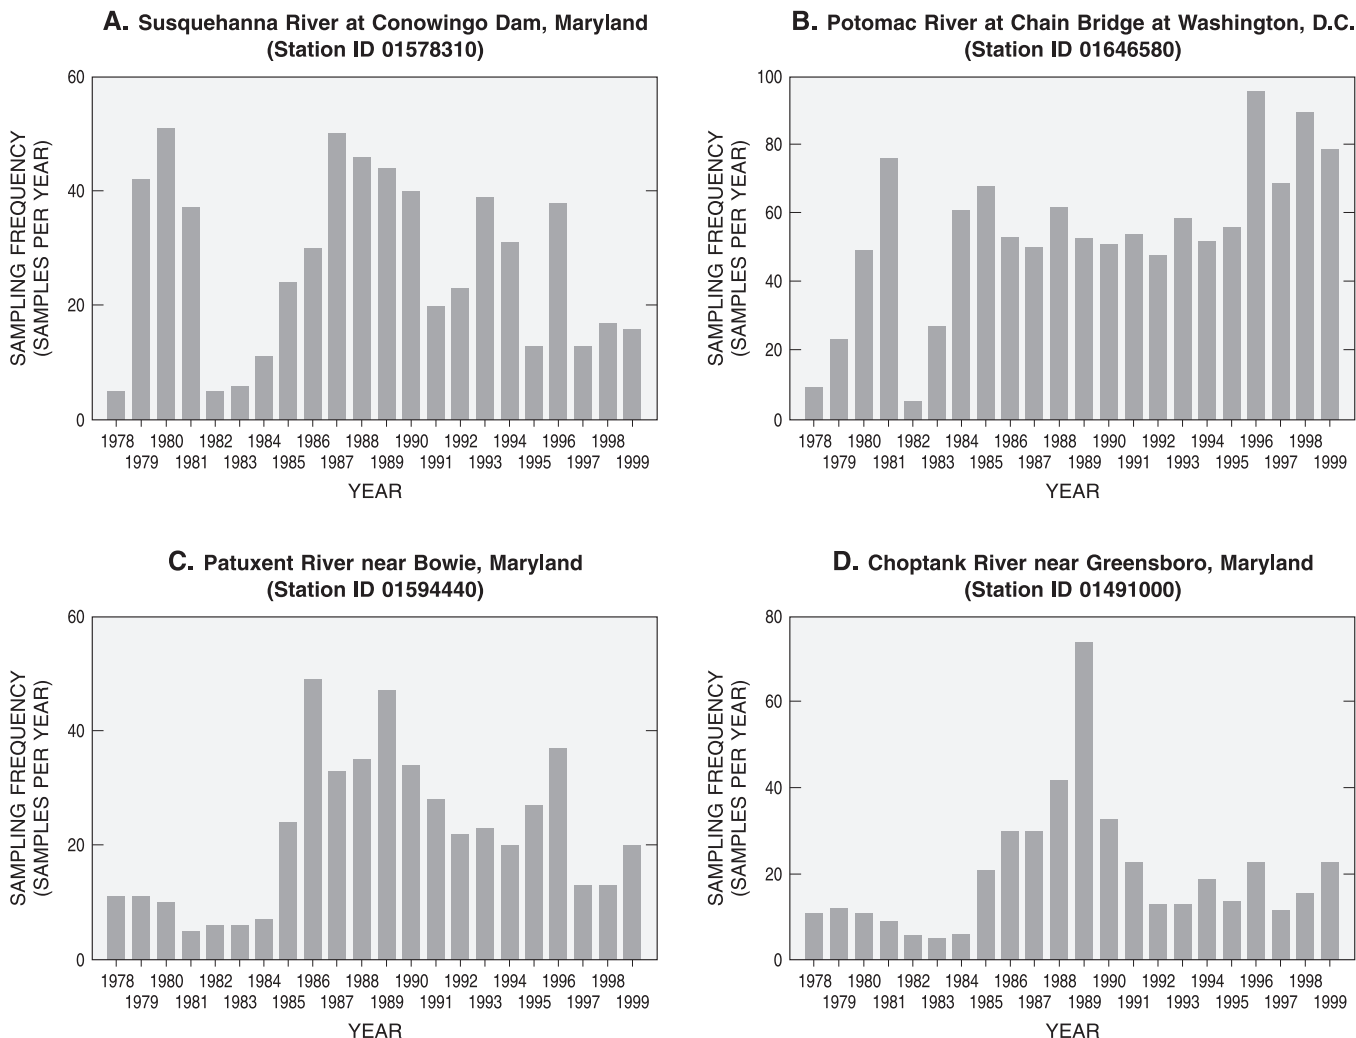 A. Susquehanna River at Conowingo Dam, Maryland
(Station ID 01578310)
SAMPLING FREQUENCY
(SAMPLES PER YEAR)
60
40
20
0
1978 1980 1982 1984 1986 1988 1990 1992 1994 1996 1998
1979 1981 1983 1985 1987 1989 1991 1993 1995 1997 1999
YEAR
B. Potomac River at Chain Bridge at Washington, D.C.
(Station ID 01646580)
SAMPLING FREQUENCY
(SAMPLES PER YEAR)
100
80
60
40
20
0
1978 1980 1982 1984 1986 1988 1990 1992 1994 1996 1998
1979 1981 1983 1985 1987 1989 1991 1993 1995 1997 1999
YEAR
C. Patuxent River near Bowie, Maryland
(Station ID 01594440)
SAMPLING FREQUENCY
(SAMPLES PER YEAR)
60
40
20
0
1978 1980 1982 1984 1986 1988 1990 1992 1994 1996 1998
1979 1981 1983 1985 1987 1989 1991 1993 1995 1997 1999
YEAR
D. Choptank River near Greensboro, Maryland
(Station ID 01491000)
SAMPLING FREQUENCY
(SAMPLES PER YEAR)
80
60
40
20
0
1978 1980 1982 1984 1986 1988 1990 1992 1994 1996 1998
1979 1981 1983 1985 1987 1989 1991 1993 1995 1997 1999
YEAR